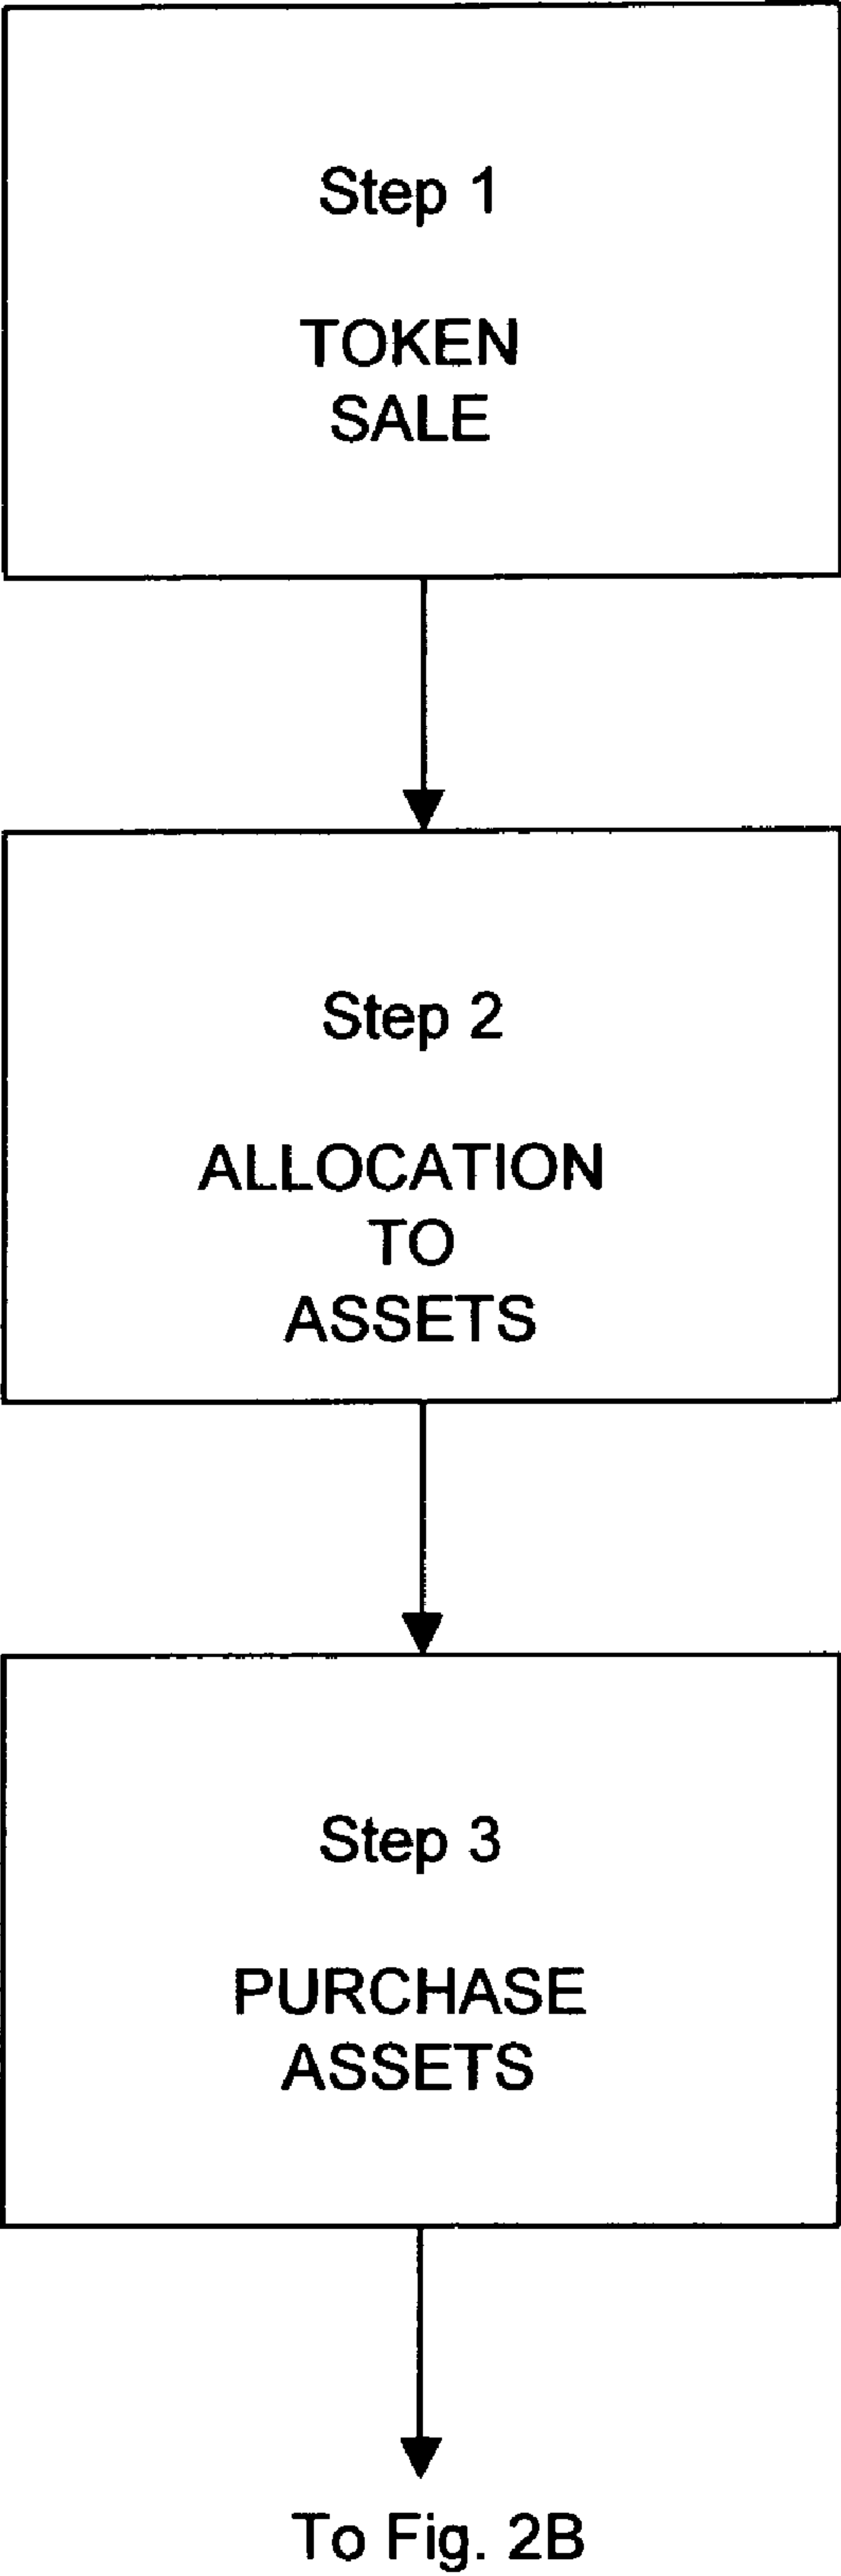 Step 1
TOKEN
SALE
Step 2
ALLOCATION
TO
ASSETS
Step 3
PURCHASE
ASSETS
To Fig. 2B